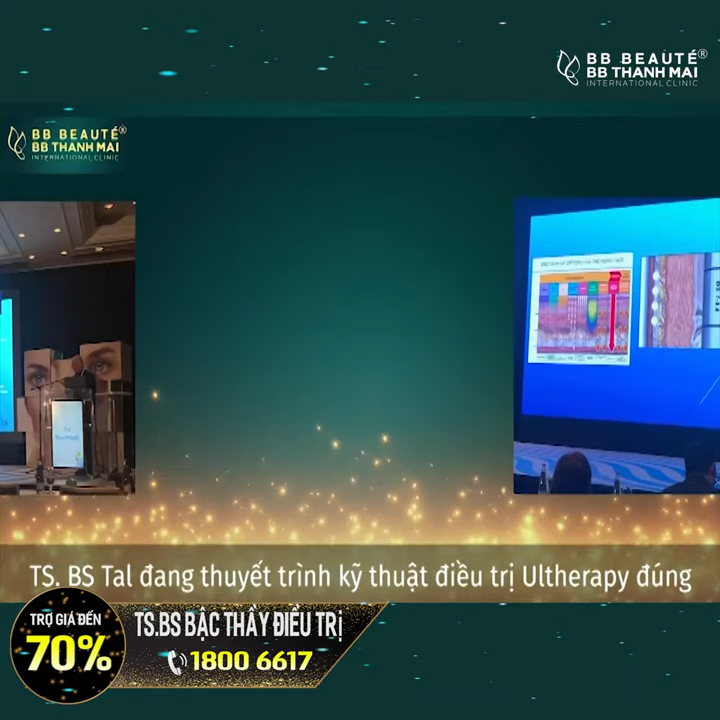 BB BEAUTÉ®
BB THANH MAI
INTERNATIONAL CLINIC
BB BEAUTÉ®
BB THANH MAI
INTERNATIONAL CLINIC
TS. BS Tal đang thuyết trình kỹ thuật điều trị Ultherapy đúng
TRỢ GIÁ ĐẾN
70%
TS.BS BẬC THẦY ĐIỀU TRỊ
1800 6617